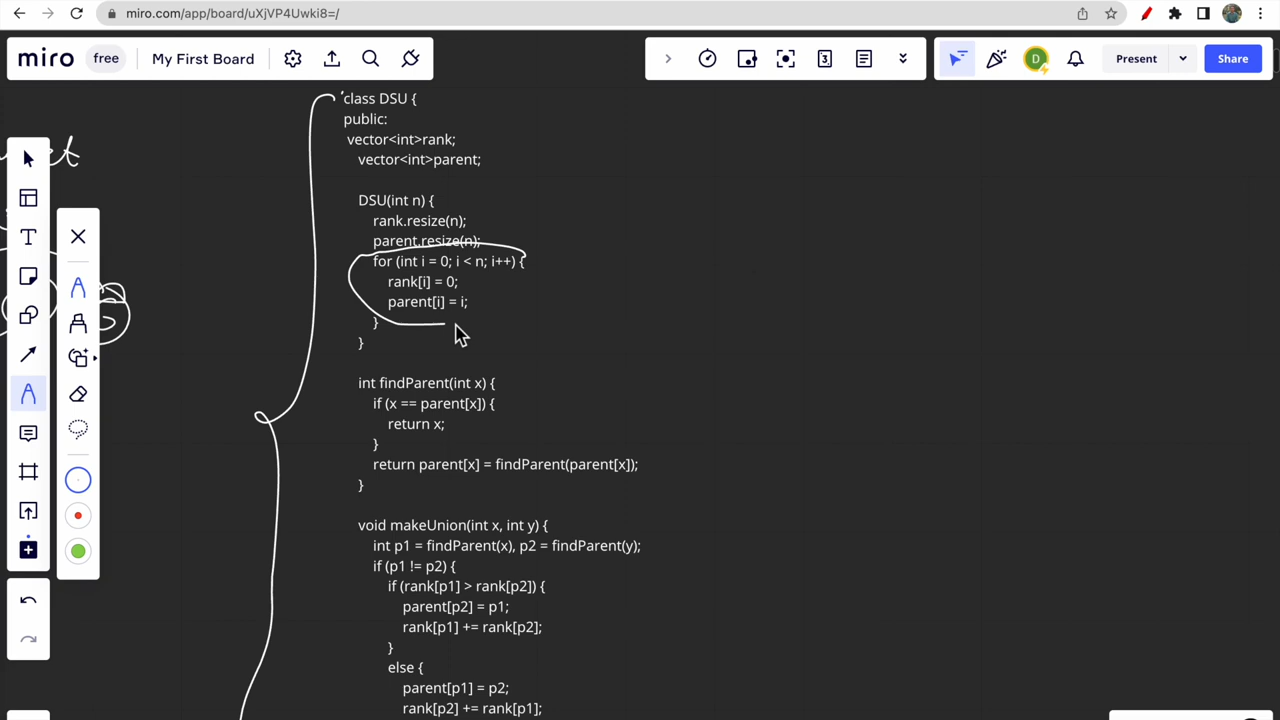 miro.com/app/board/uXjVP4Uwki8=/
miro free My First Board
3 D Present Share
class DSU {
public:
vector<int>rank;
vector<int>parent;
DSU(int n) {
rank.resize(n);
parent.resize(n);
for (int i = 0; i < n; i++) {
rank[i] = 0;
parent[i] = i;
}
}
int findParent(int x) {
if (x == parent[x]) {
return x;
}
return parent[x] = findParent(parent[x]);
}
void makeUnion(int x, int y) {
int p1 = findParent(x), p2 = findParent(y);
if (p1 != p2) {
if (rank[p1] > rank[p2]) {
parent[p2] = p1;
rank[p1] += rank[p2];
}
else {
parent[p1] = p2;
rank[p2] += rank[p1];